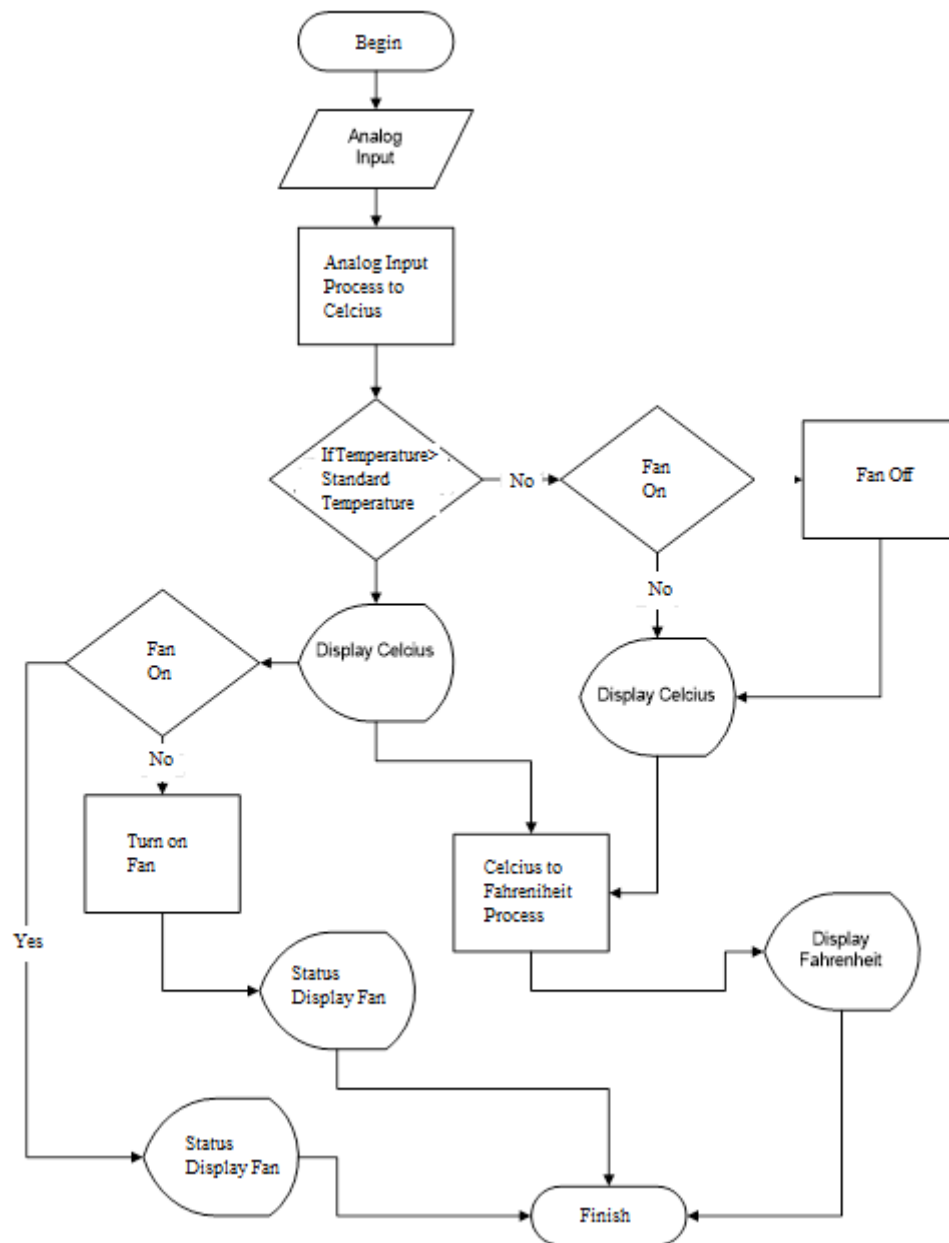 Begin
Analog
Input
Analog Input
Process to
Celcius
If Temperature>
Standard
Temperature
No
Fan
On
Fan Off
No
Fan
On
Display Celcius
Display Celcius
No
Turn on
Fan
Celcius to
Fahreniheit
Process
Yes
Display
Fahrenheit
Status
Display Fan
Status
Display Fan
Finish